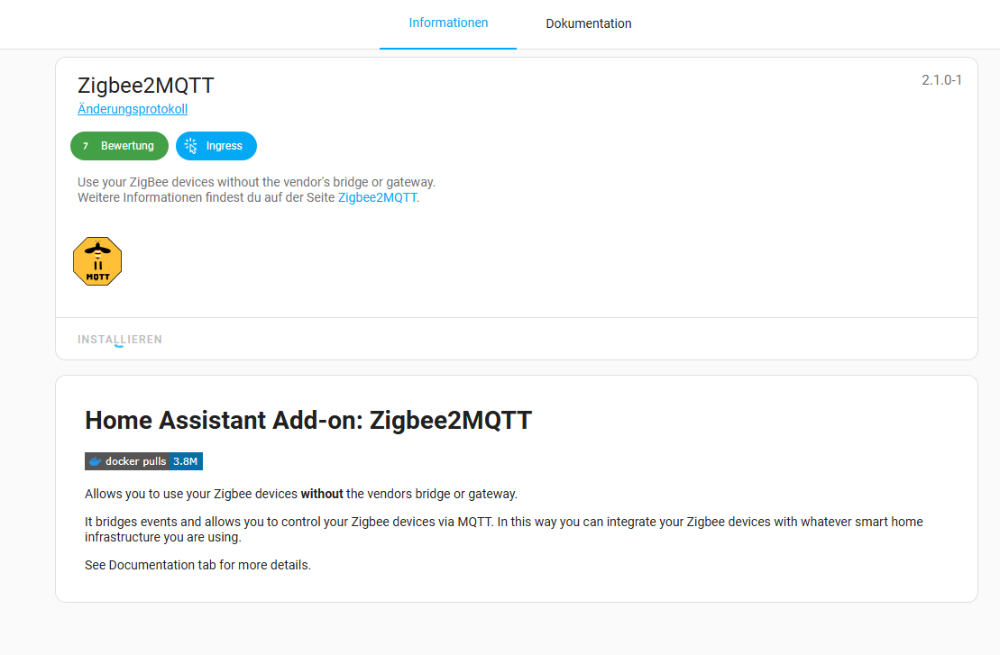 Informationen
Dokumentation
Zigbee2MQTT
2.1.0-1
Änderungsprotokoll
7 Bewertung
Ingress
Use your ZigBee devices without the vendor's bridge or gateway.
Weitere Informationen findest du auf der Seite Zigbee2MQTT.
MQTT
INSTALLIEREN
Home Assistant Add-on: Zigbee2MQTT
docker pulls 3.8M
Allows you to use your Zigbee devices without the vendors bridge or gateway.
It bridges events and allows you to control your Zigbee devices via MQTT. In this way you can integrate your Zigbee devices with whatever smart home
infrastructure you are using.
See Documentation tab for more details.